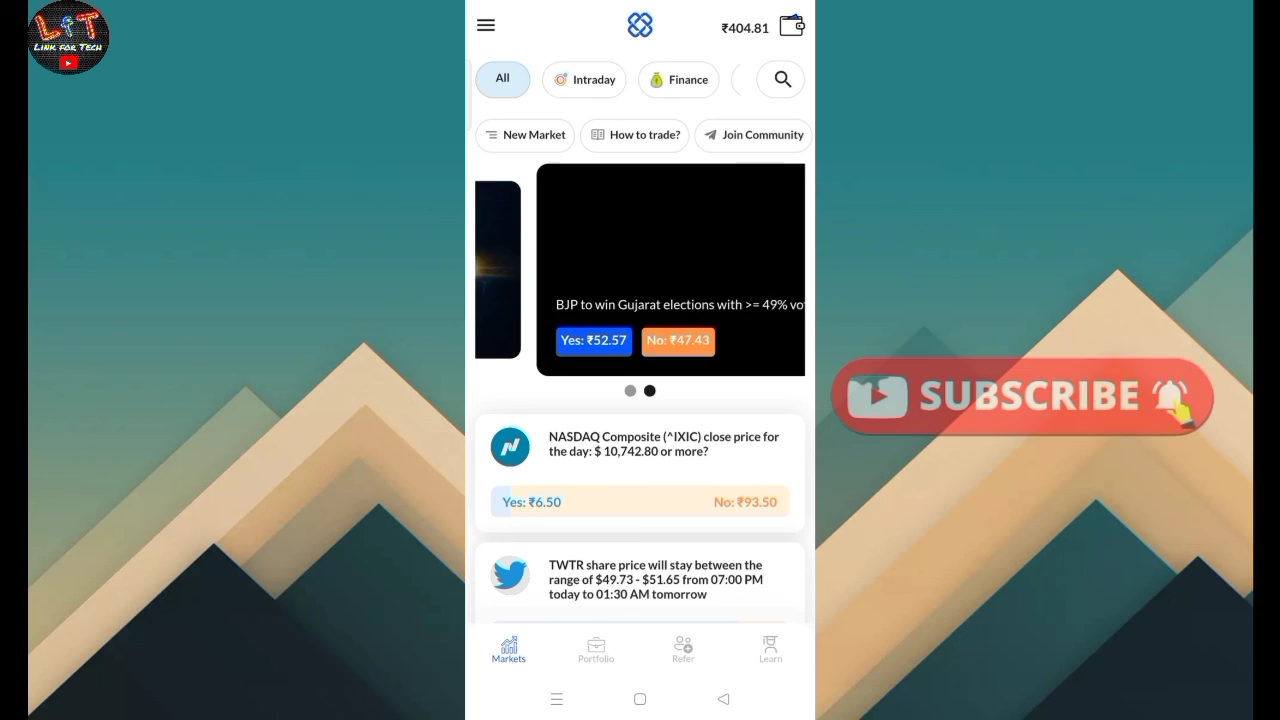 LfT
LINK FOR TECH
₹404.81
All
Intraday
Finance
New Market
How to trade?
Join Community
BJP to win Gujarat elections with >= 49% vo
Yes: ₹52.57
No: ₹47.43
NASDAQ Composite (^IXIC) close price for
the day: $ 10,742.80 or more?
Yes: ₹6.50
No: ₹93.50
SUBSCRIBE
TWTR share price will stay between the
range of $49.73 - $51.65 from 07:00 PM
today to 01:30 AM tomorrow
Markets
Portfolio
Refer
Learn